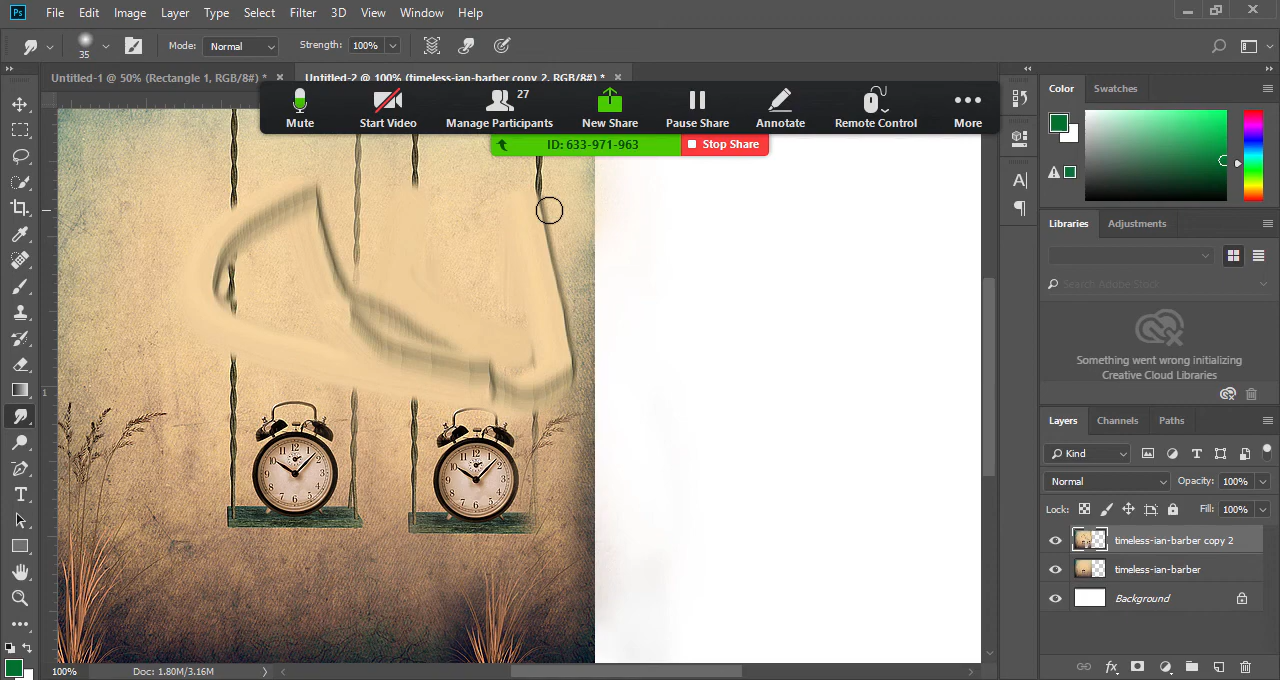 Ps File Edit Image Layer Type Select Filter 3D View Window Help
35 Mode: Normal Strength: 100%
Untitled-1 @ 50% (Rectangle 1, RGB/8#) * × Untitled-2 @ 100% (timeless-ian-barber copy 2, RGB/8#) * ×
27
Mute Start Video Manage Participants New Share Pause Share Annotate Remote Control More
ID: 633-971-963 Stop Share
Color Swatches
Libraries Adjustments
Search Adobe Stock
Something went wrong initializing
Creative Cloud Libraries
Layers Channels Paths
Kind
Normal Opacity: 100%
Lock: Fill: 100%
timeless-ian-barber copy 2
timeless-ian-barber
Background
100% Doc: 1.80M/3.16M